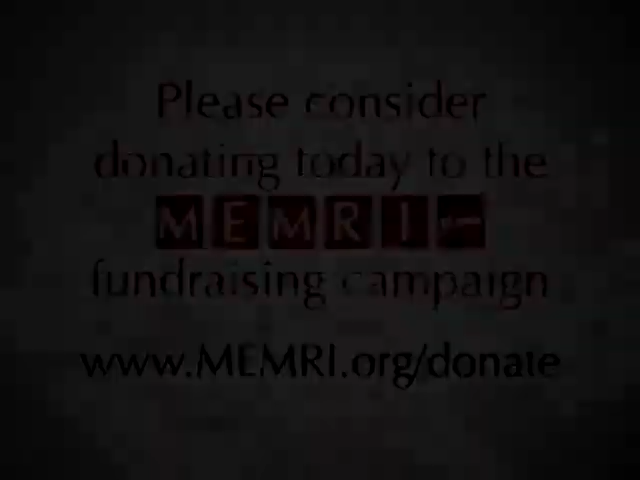 Please consider
donating today to the
MEMRI
fundraising campaign
www.MEMRI.org/donate